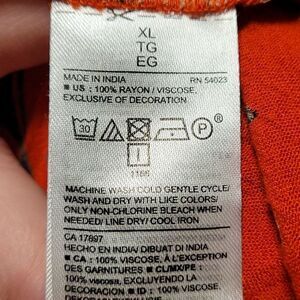 XL
TG
EG
MADE IN INDIA RN 54023
■ US : 100% RAYON / VISCOSE,
EXCLUSIVE OF DECORATION
30 P
1166
MACHINE WASH COLD GENTLE CYCLE/
WASH AND DRY WITH LIKE COLORS/
ONLY NON-CHLORINE BLEACH WHEN
NEEDED/ LINE DRY/ COOL IRON
CA 17897
HECHO EN INDIA/DIBUAT DI INDIA
■ CA : 100% VISCOSE, À L'EXCEPTION
DES GARNITURES ■ CL/MX/PE :
100% viscosa, EXCLUYENDO LA
DECORACION ■ ID : 100% VISCOSE,